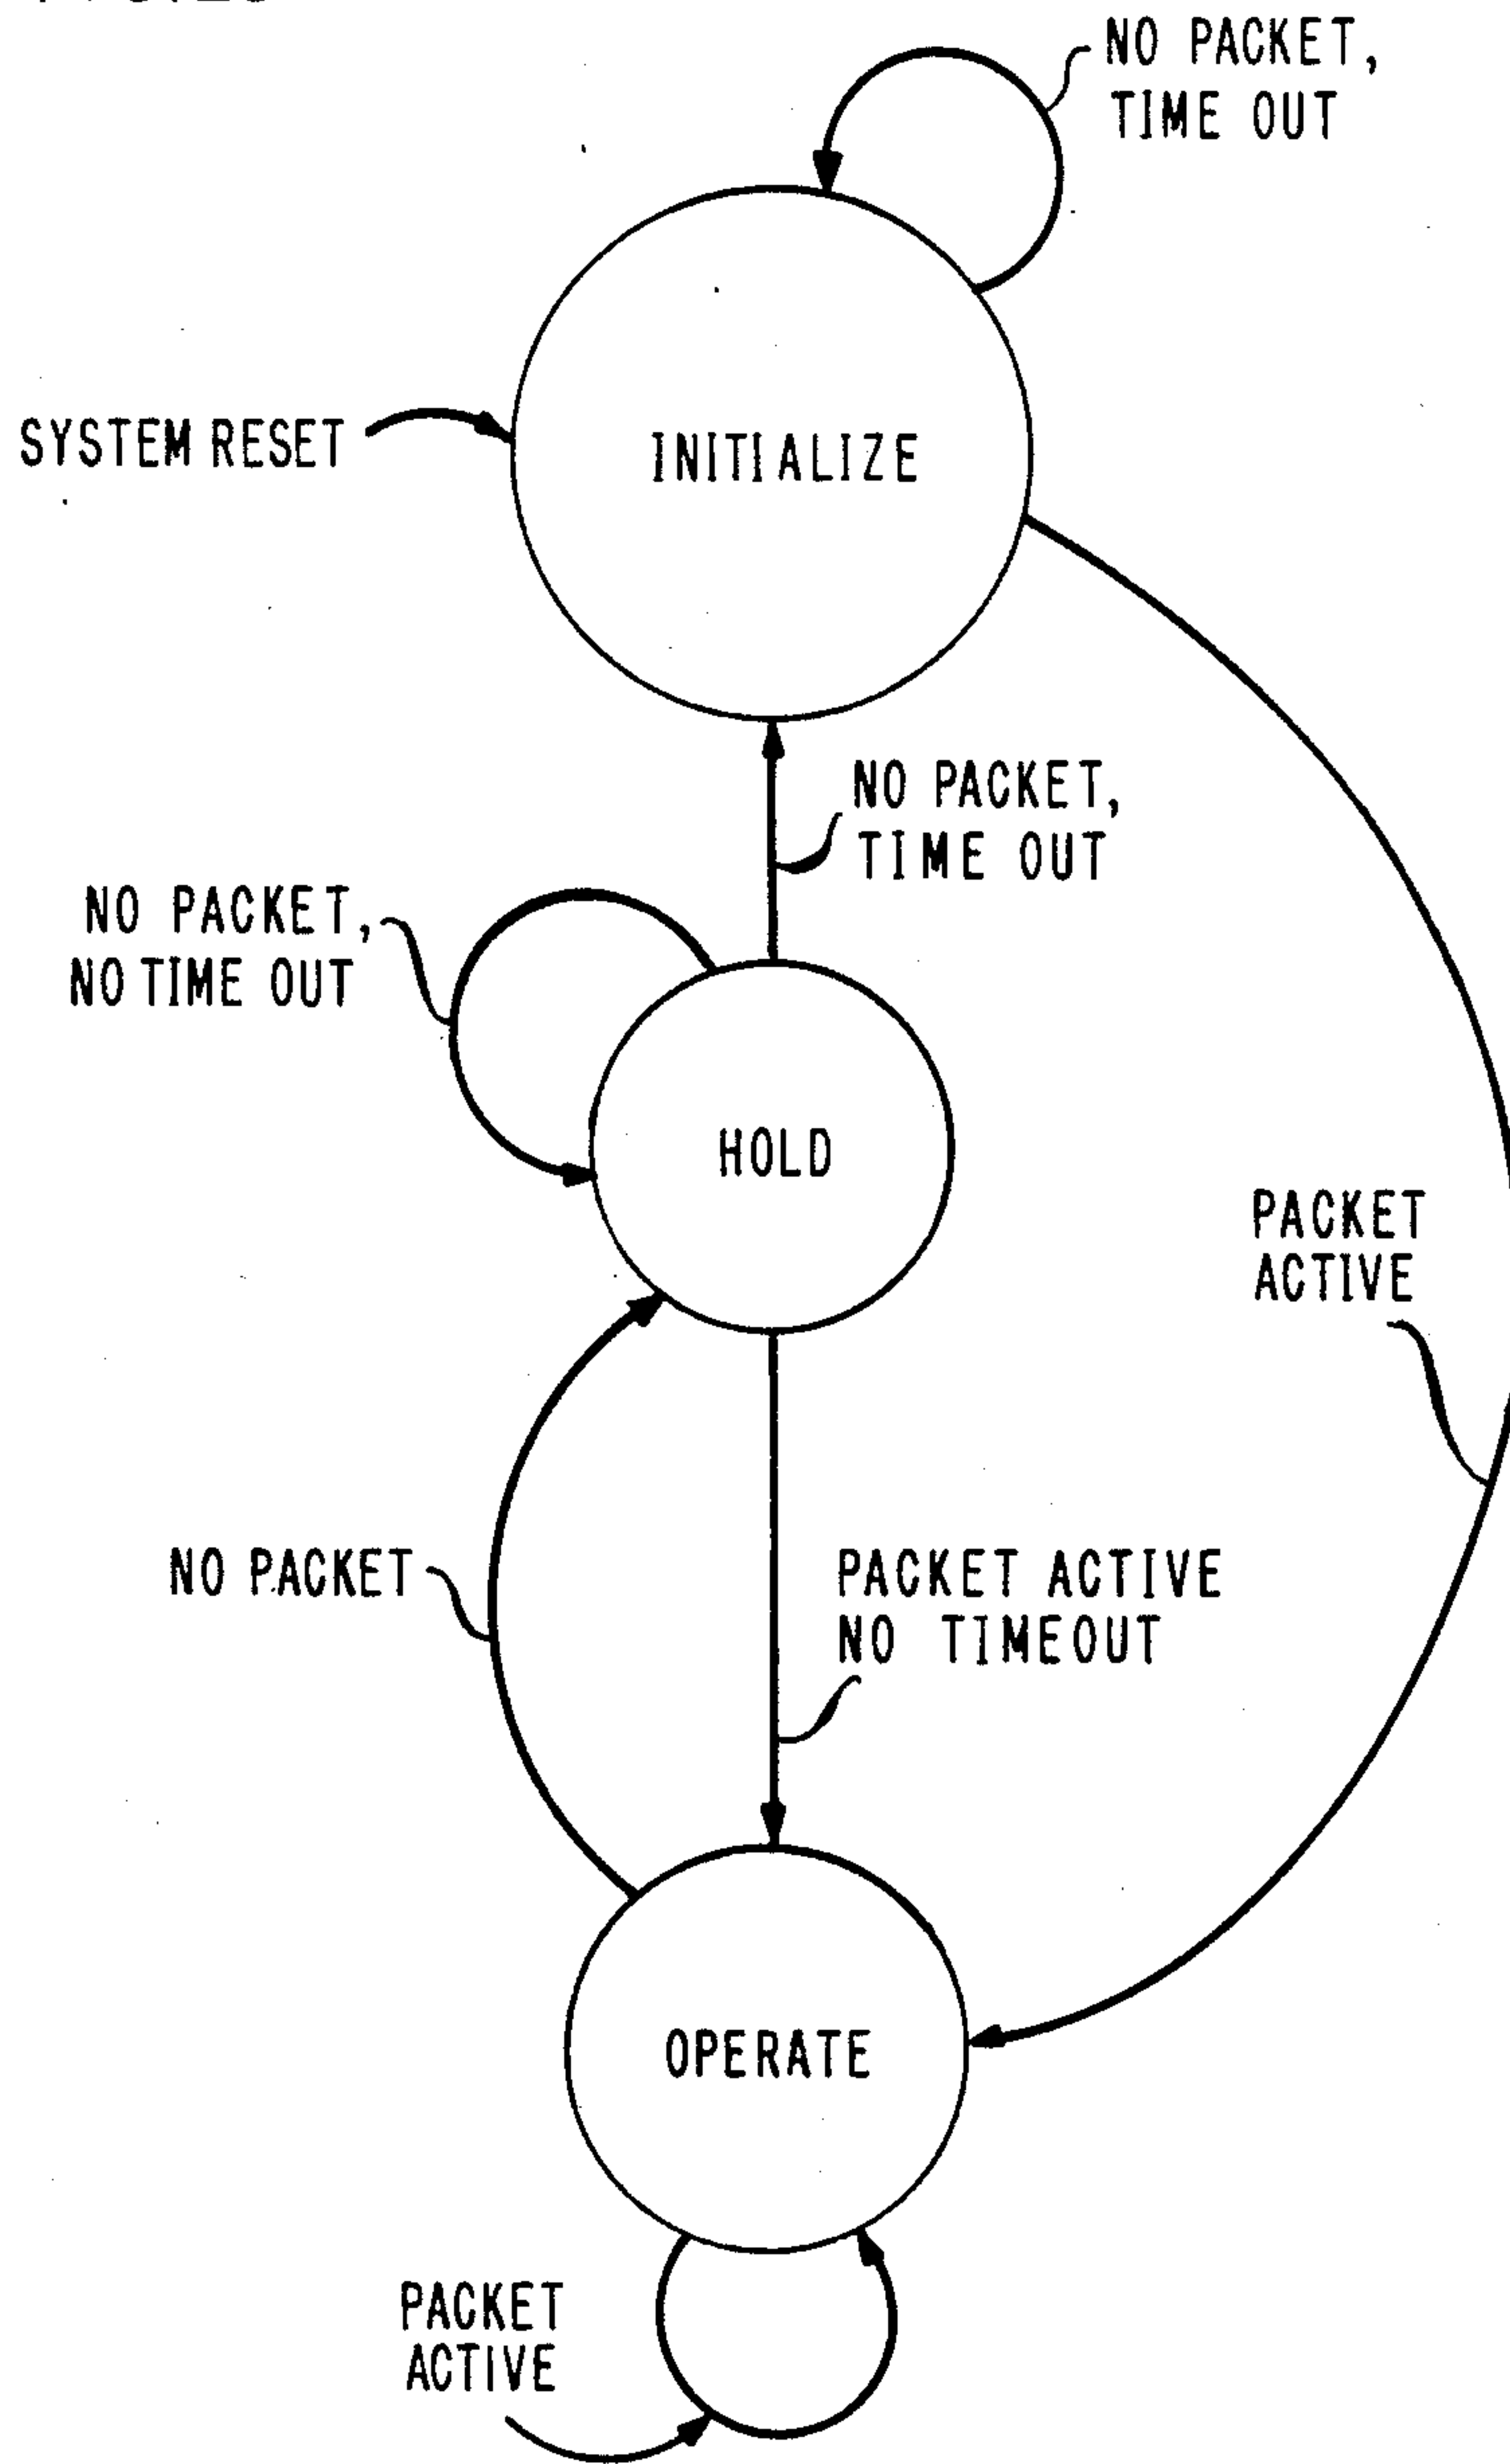 NO PACKET,
TIME OUT
SYSTEM RESET
INITIALIZE
NO PACKET,
TIME OUT
NO PACKET,
NO TIME OUT
HOLD
PACKET
ACTIVE
NO PACKET
PACKET ACTIVE
NO TIMEOUT
OPERATE
PACKET
ACTIVE